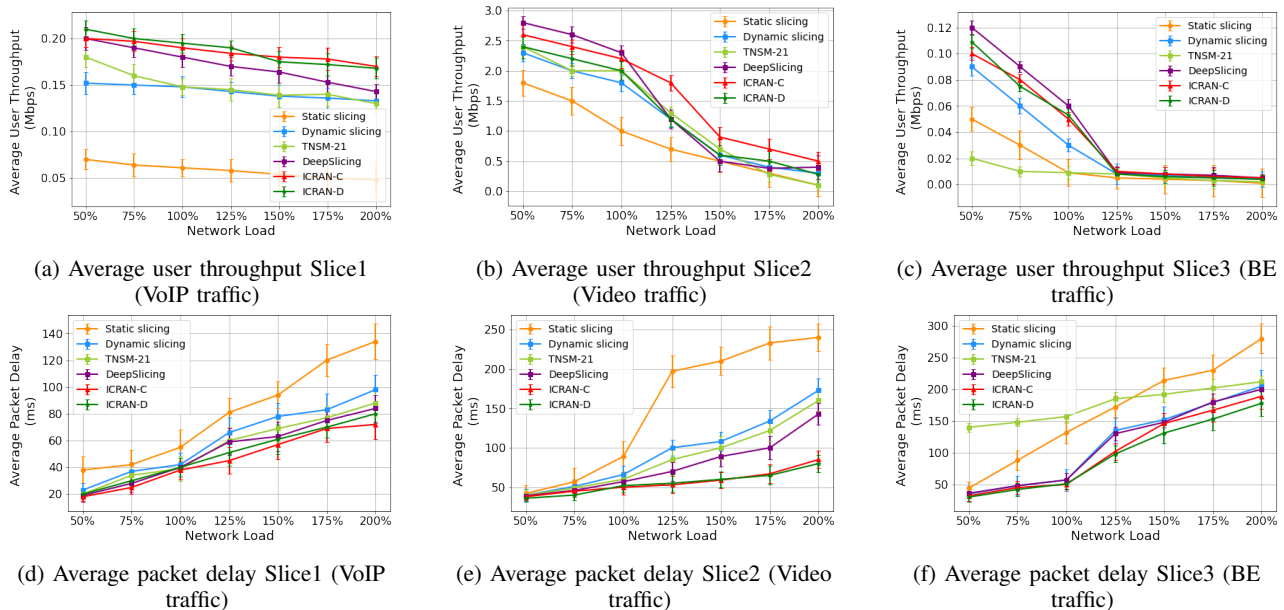 Average User Throughput
(Mbps)
0.20
0.15
0.10
0.05
Static slicing
Dynamic slicing
TNSM-21
DeepSlicing
ICRAN-C
ICRAN-D
50% 75% 100% 125% 150% 175% 200%
Network Load
(a) Average user throughput Slice1
(VoIP traffic)
Average User Throughput
(Mbps)
3.0
2.5
2.0
1.5
1.0
0.5
0.0
Static slicing
Dynamic slicing
TNSM-21
DeepSlicing
ICRAN-C
ICRAN-D
50% 75% 100% 125% 150% 175% 200%
Network Load
(b) Average user throughput Slice2
(Video traffic)
Average User Throughput
(Mbps)
0.12
0.10
0.08
0.06
0.04
0.02
0.00
Static slicing
Dynamic slicing
TNSM-21
DeepSlicing
ICRAN-C
ICRAN-D
50% 75% 100% 125% 150% 175% 200%
Network Load
(c) Average user throughput Slice3 (BE
traffic)
Average Packet Delay
(ms)
140
120
100
80
60
40
20
Static slicing
Dynamic slicing
TNSM-21
DeepSlicing
ICRAN-C
ICRAN-D
50% 75% 100% 125% 150% 175% 200%
Network Load
(d) Average packet delay Slice1 (VoIP
traffic)
Average Packet Delay
(ms)
250
200
150
100
50
Static slicing
Dynamic slicing
TNSM-21
DeepSlicing
ICRAN-C
ICRAN-D
50% 75% 100% 125% 150% 175% 200%
Network Load
(e) Average packet delay Slice2 (Video
traffic)
Average Packet Delay
(ms)
300
250
200
150
100
50
0
Static slicing
Dynamic slicing
TNSM-21
DeepSlicing
ICRAN-C
ICRAN-D
50% 75% 100% 125% 150% 175% 200%
Network Load
(f) Average packet delay Slice3 (BE
traffic)